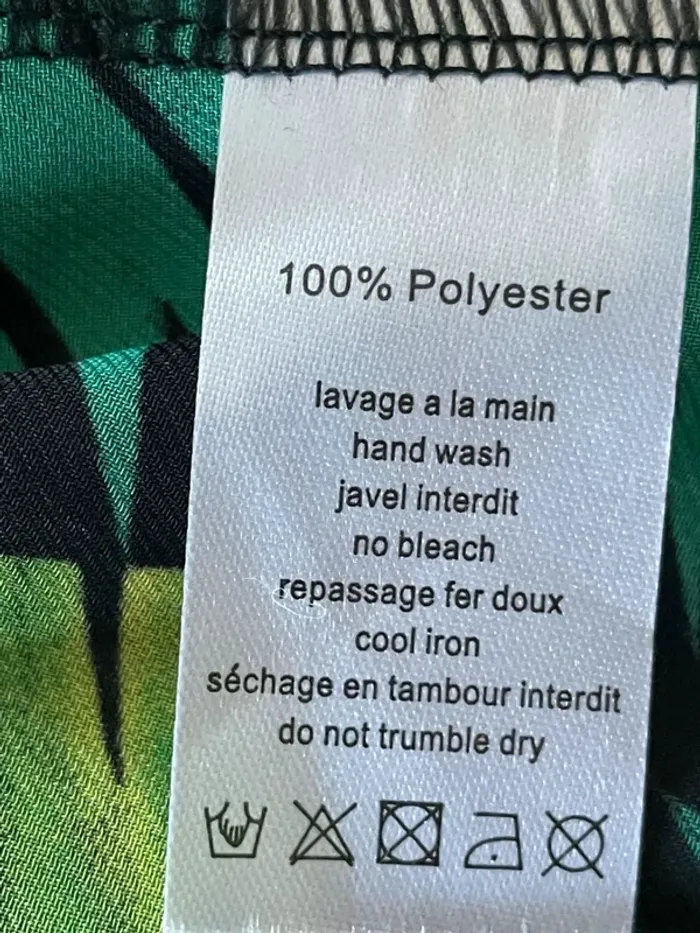 100% Polyester
lavage a la main
hand wash
javel interdit
no bleach
repassage fer doux
cool iron
séchage en tambour interdit
do not trumble dry